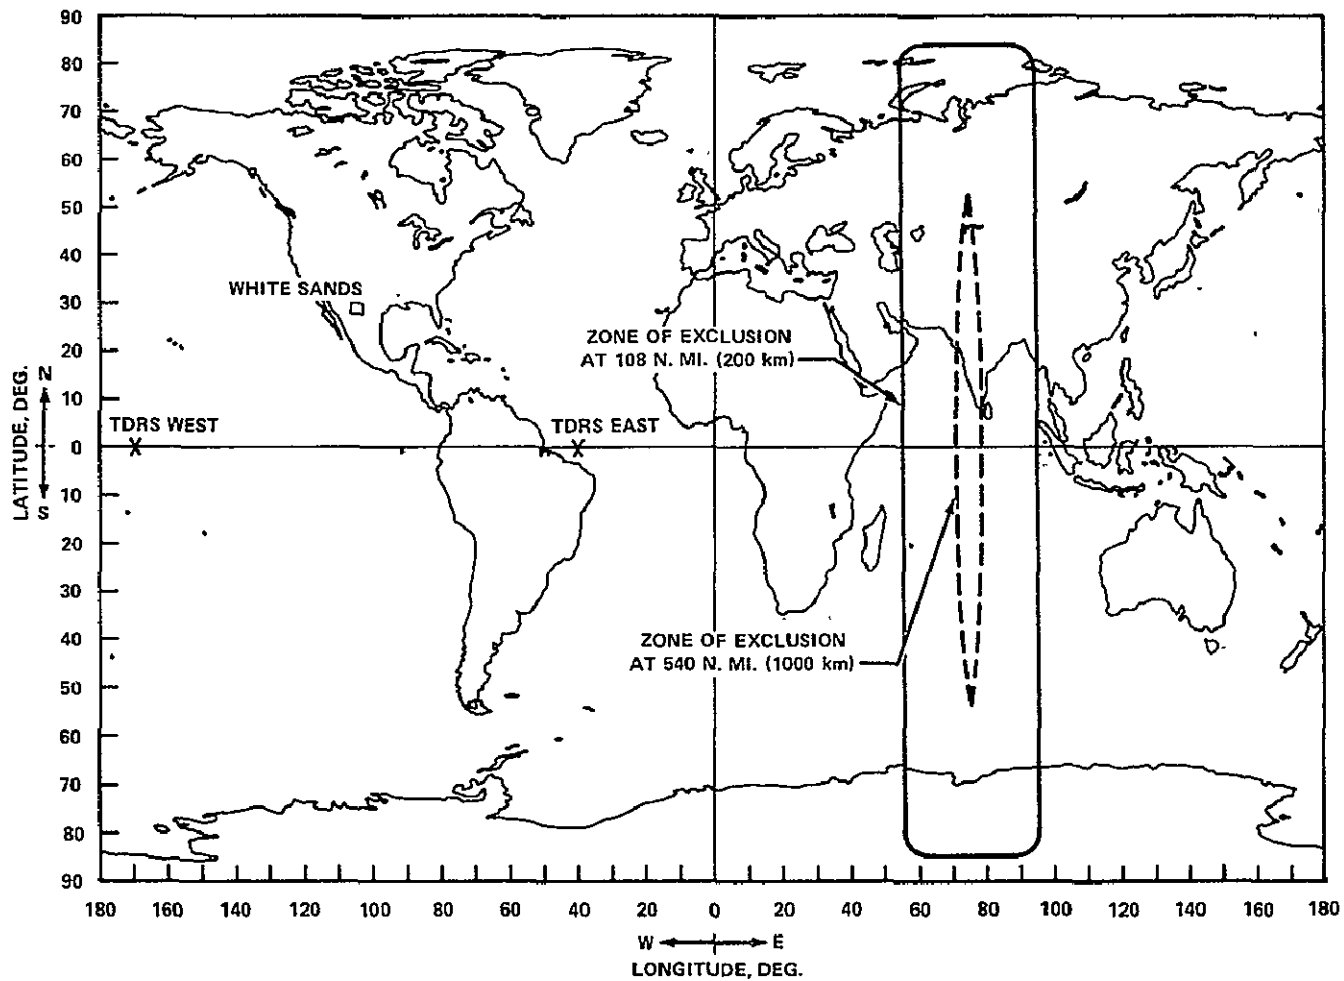 90
80
70
60
50
40
30
20
10
0
10
20
30
40
50
60
70
80
90
LATITUDE, DEG.
N
S
WHITE SANDS
ZONE OF EXCLUSION
AT 108 N. MI. (200 km)
TDRS WEST
TDRS EAST
ZONE OF EXCLUSION
AT 540 N. MI. (1000 km)
180 160 140 120 100 80 60 40 20 0 20 40 60 80 100 120 140 160 180
W E
LONGITUDE, DEG.